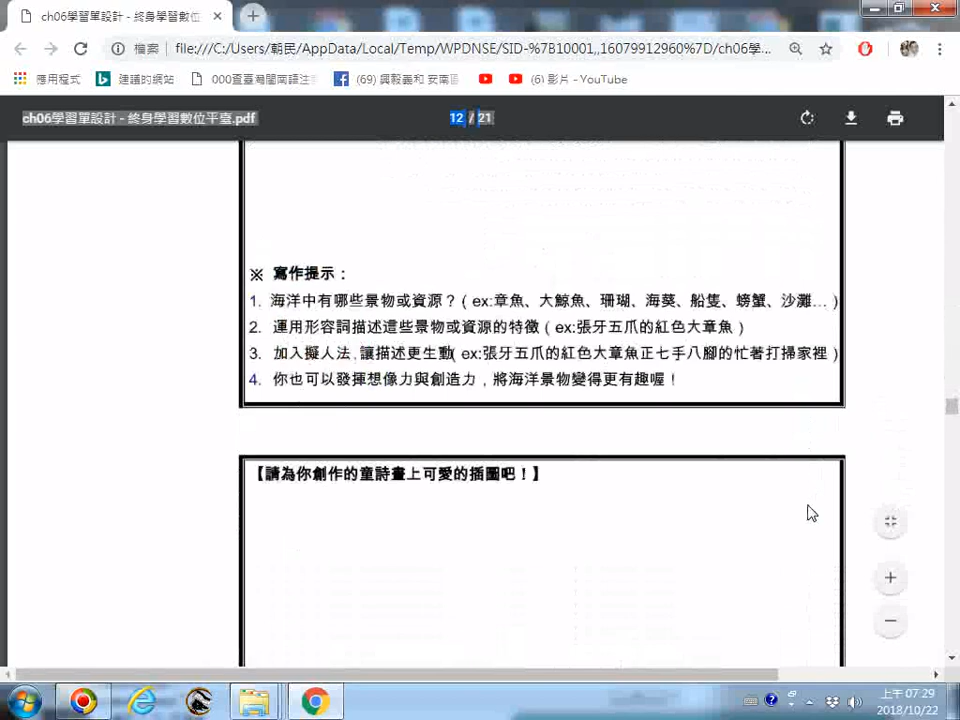 ch06學習單設計 - 終身學習數位
檔案 file:///C:/Users/朝民/AppData/Local/Temp/WPDNSE/SID-%7B10001,,16079912960%7D/ch06學...
應用程式 建議的網站 000查臺灣閩南語注 (69) 興毅善和 安南 (6) 影片 - YouTube
ch06學習單設計 - 終身學習數位平臺.pdf 12 / 21
※ 寫作提示：
1. 海洋中有哪些景物或資源？（ex:章魚、大鯨魚、珊瑚、海葵、船隻、螃蟹、沙灘…）
2. 運用形容詞描述這些景物或資源的特徵（ex:張牙五爪的紅色大章魚）
3. 加入擬人法，讓描述更生動（ex:張牙五爪的紅色大章魚正七手八腳的忙著打掃家裡）
4. 你也可以發揮想像力與創造力，將海洋景物變得更有趣喔！
【請為你創作的童詩畫上可愛的插圖吧！】
上午 07:29
2018/10/22